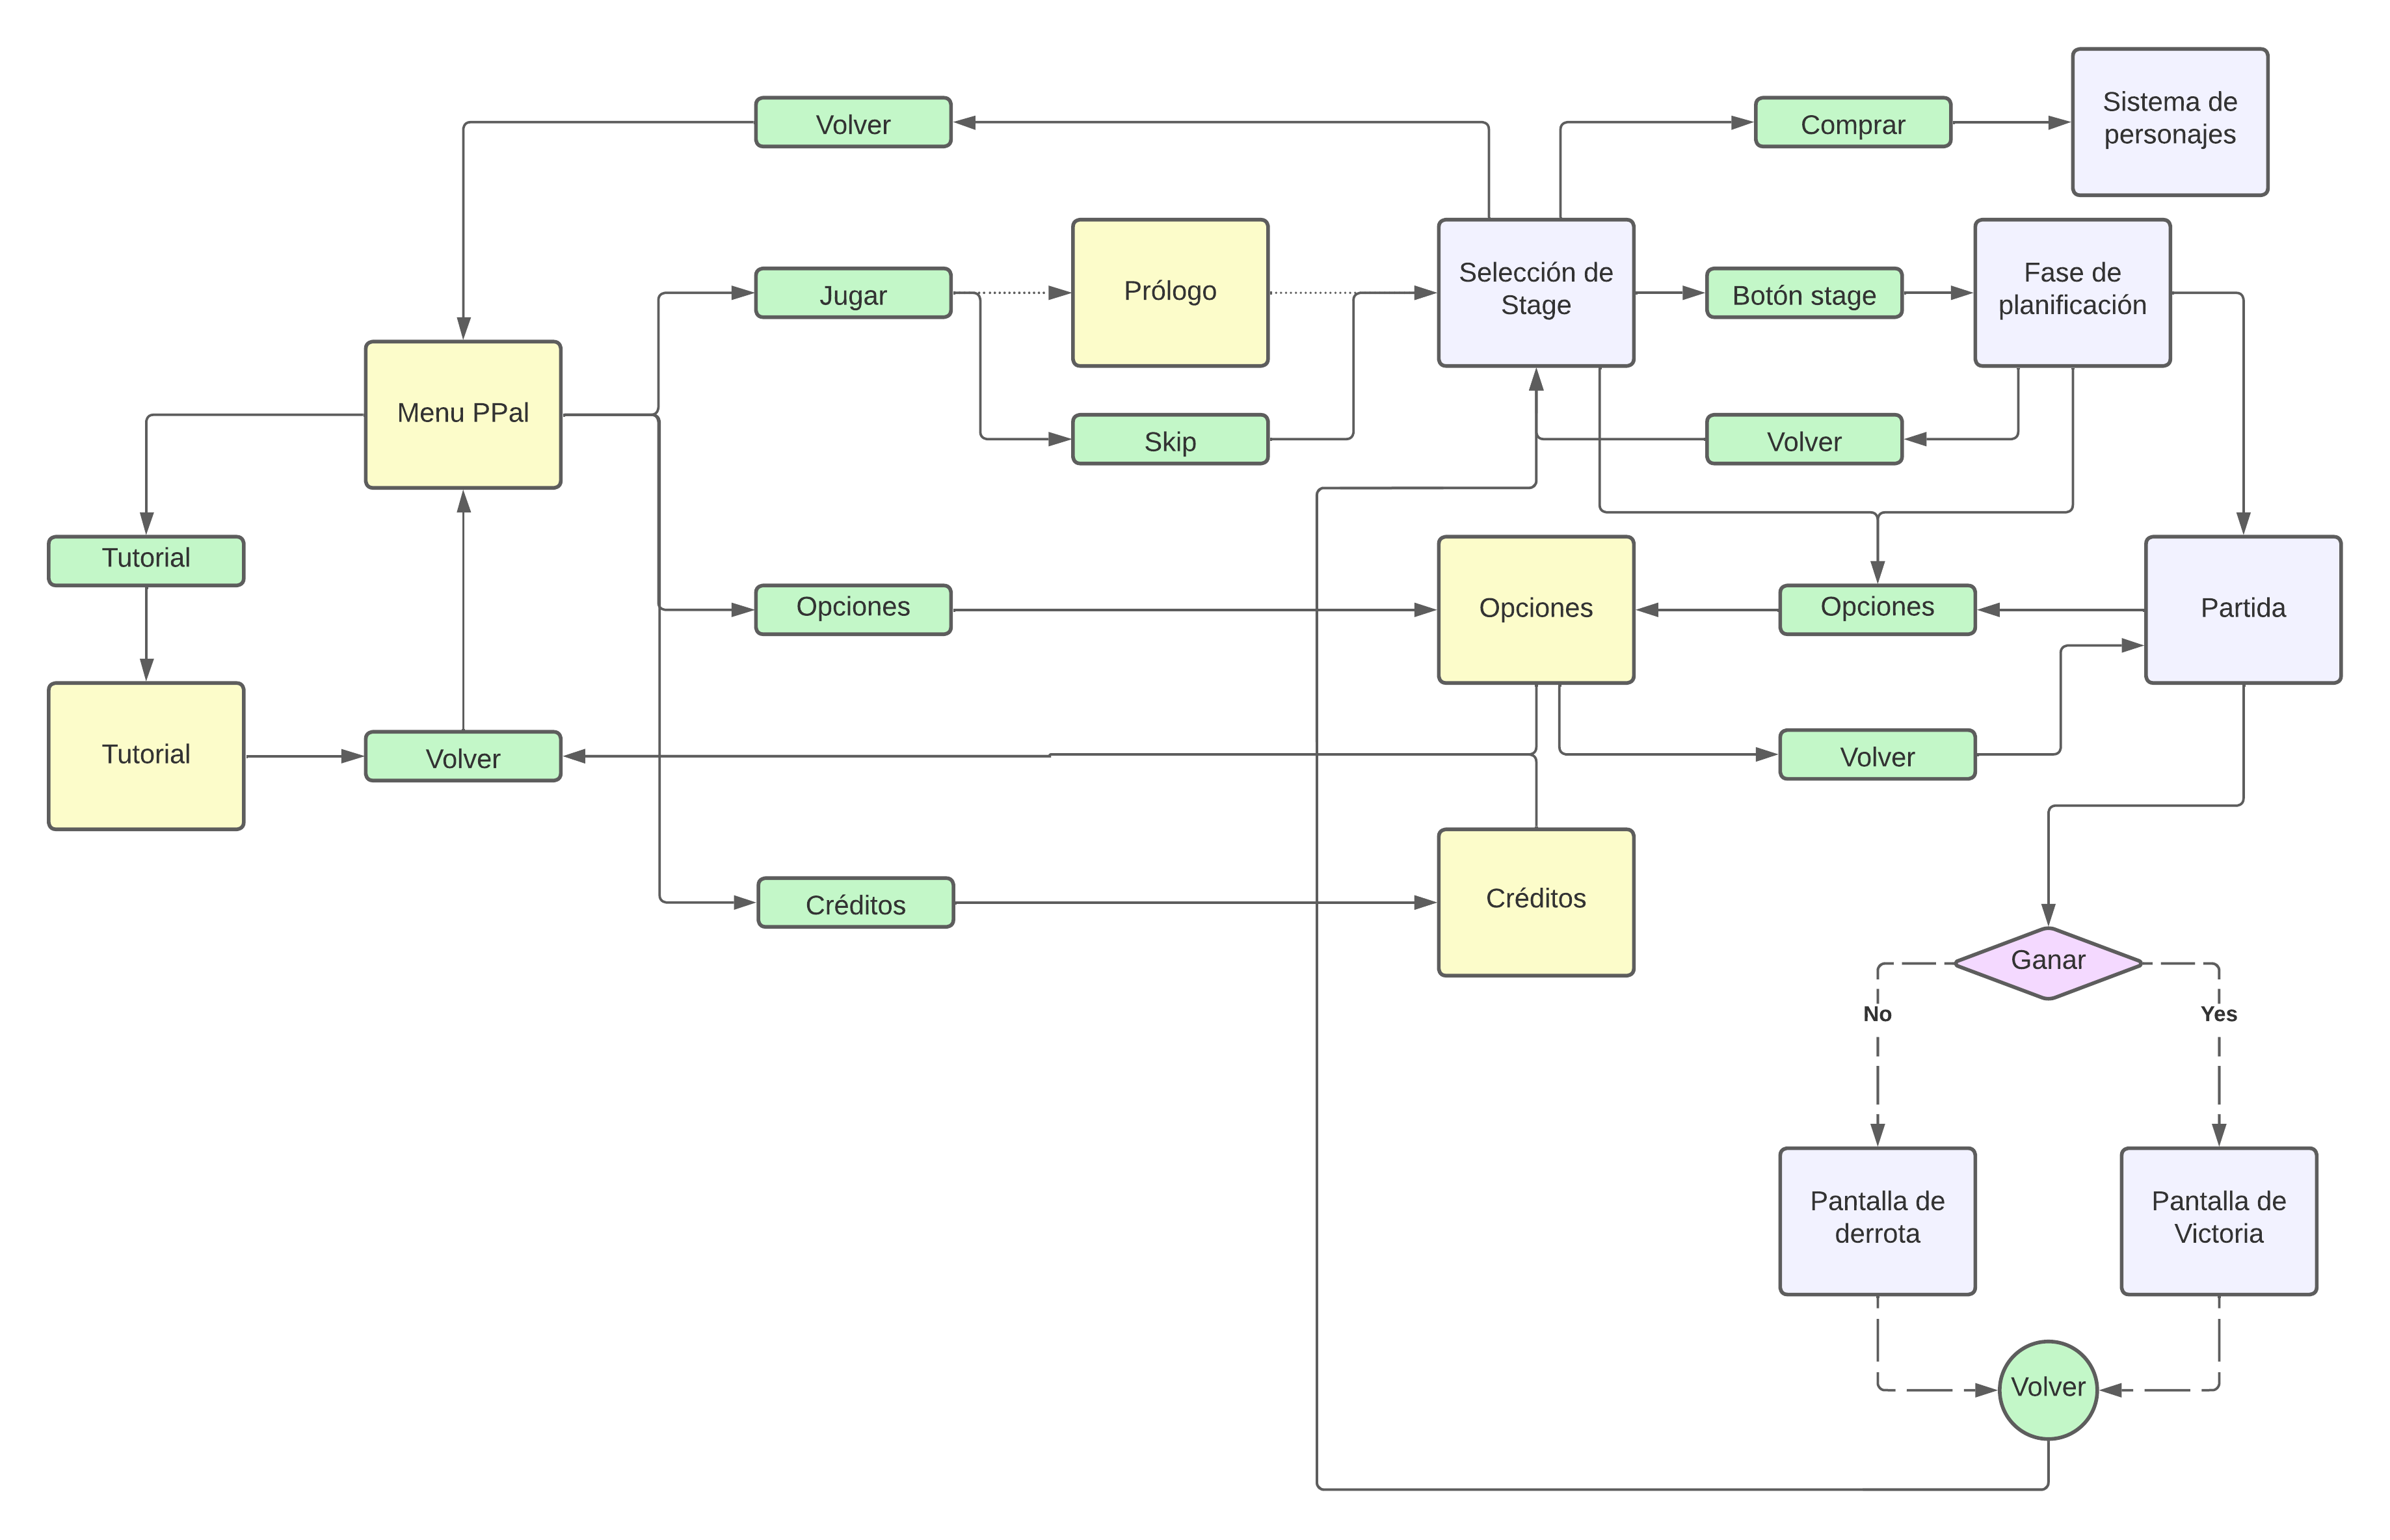 Sistema de
personajes
Volver
Comprar
Prólogo
Selección de
Stage
Fase de
planificación
Jugar
Botón stage
Menu PPal
Skip
Volver
Tutorial
Opciones
Opciones
Opciones
Partida
Tutorial
Volver
Volver
Créditos
Créditos
Ganar
No
Yes
Pantalla de
derrota
Pantalla de
Victoria
Volver